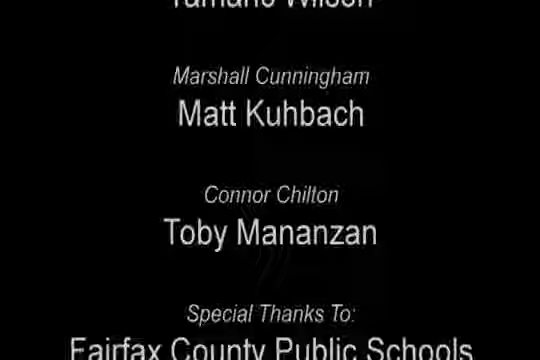 Marshall Cunningham
Matt Kuhbach
Connor Chilton
Toby Mananzan
Special Thanks To:
Fairfax County Public Schools